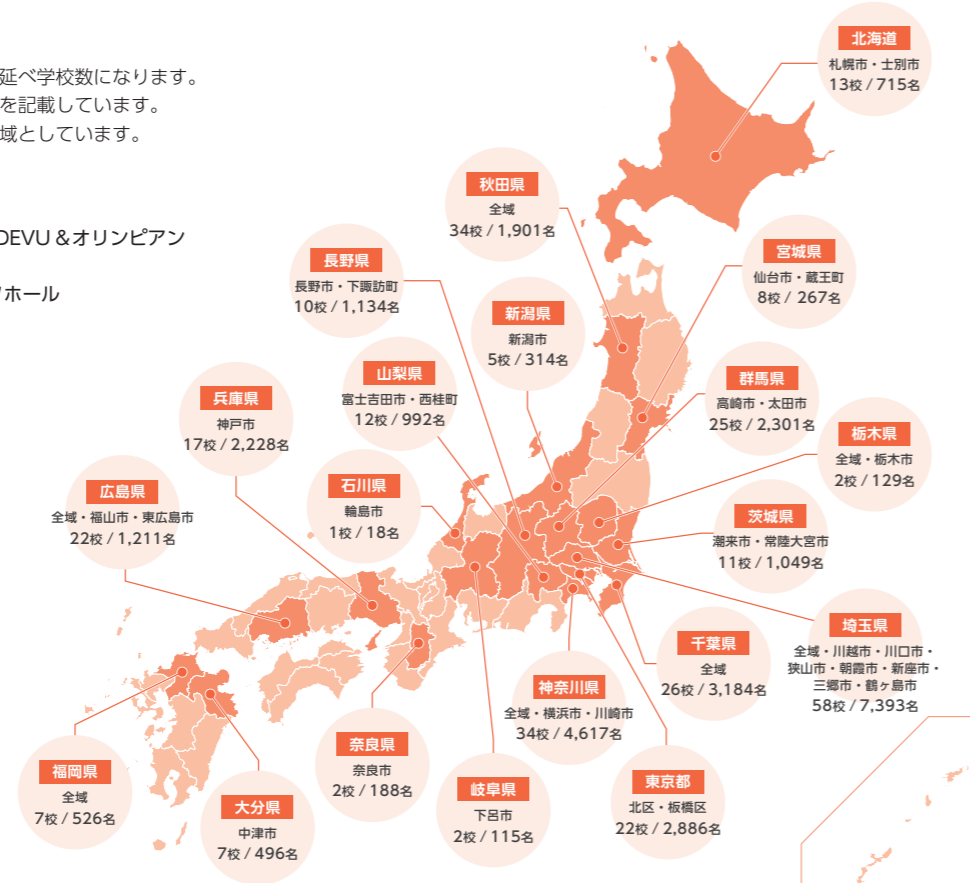 延べ学校数になります。
を記載しています。
域としています。
DEVU＆オリンピアン
ホール
北海道
札幌市・士別市
13校 / 715名
秋田県
全域
34校 / 1,901名
宮城県
仙台市・蔵王町
8校 / 267名
長野県
長野市・下諏訪町
10校 / 1,134名
新潟県
新潟市
5校 / 314名
山梨県
富士吉田市・西桂町
12校 / 992名
群馬県
高崎市・太田市
25校 / 2,301名
兵庫県
神戸市
17校 / 2,228名
栃木県
全域・栃木市
2校 / 129名
石川県
輪島市
1校 / 18名
広島県
全域・福山市・東広島市
22校 / 1,211名
茨城県
潮来市・常陸大宮市
11校 / 1,049名
埼玉県
全域・川越市・川口市・
狭山市・朝霞市・新座市・
三郷市・鶴ヶ島市
58校 / 7,393名
千葉県
全域
26校 / 3,184名
神奈川県
全域・横浜市・川崎市
34校 / 4,617名
奈良県
奈良市
2校 / 188名
福岡県
全域
7校 / 526名
大分県
中津市
7校 / 496名
岐阜県
下呂市
2校 / 115名
東京都
北区・板橋区
22校 / 2,886名